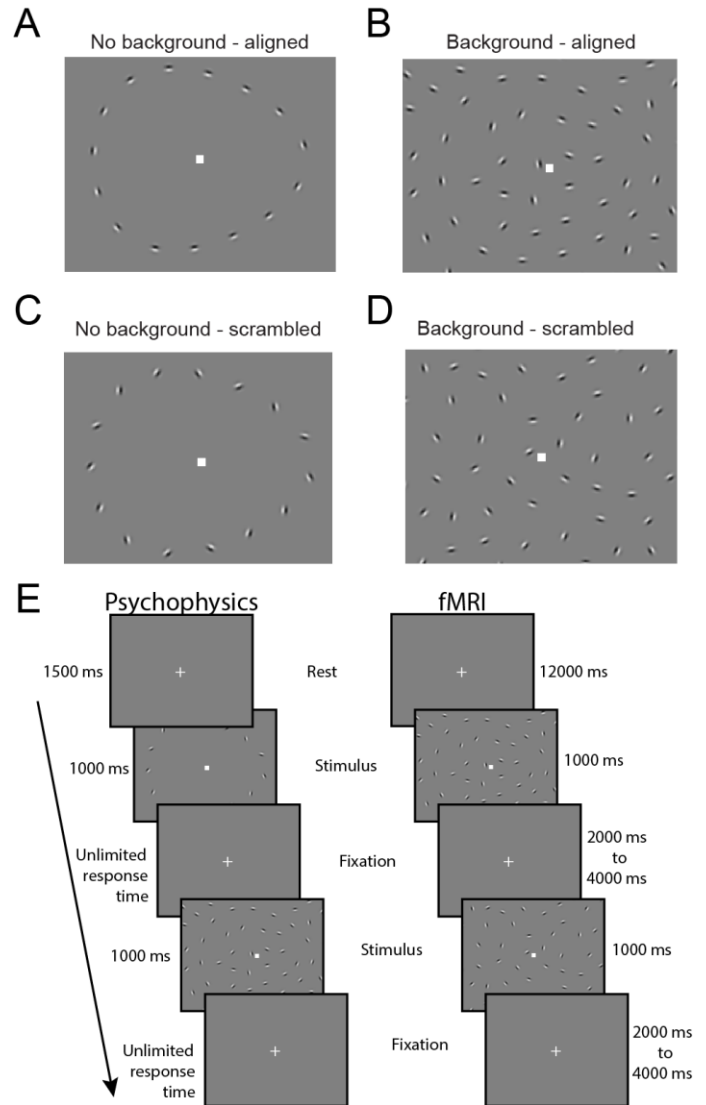 A
No background - aligned
B
Background - aligned
C
No background - scrambled
D
Background - scrambled
E
Psychophysics
fMRI
1500 ms
Rest
12000 ms
1000 ms
Stimulus
1000 ms
Unlimited
response
time
Fixation
2000 ms
to
4000 ms
1000 ms
Stimulus
1000 ms
Unlimited
response
time
Fixation
2000 ms
to
4000 ms